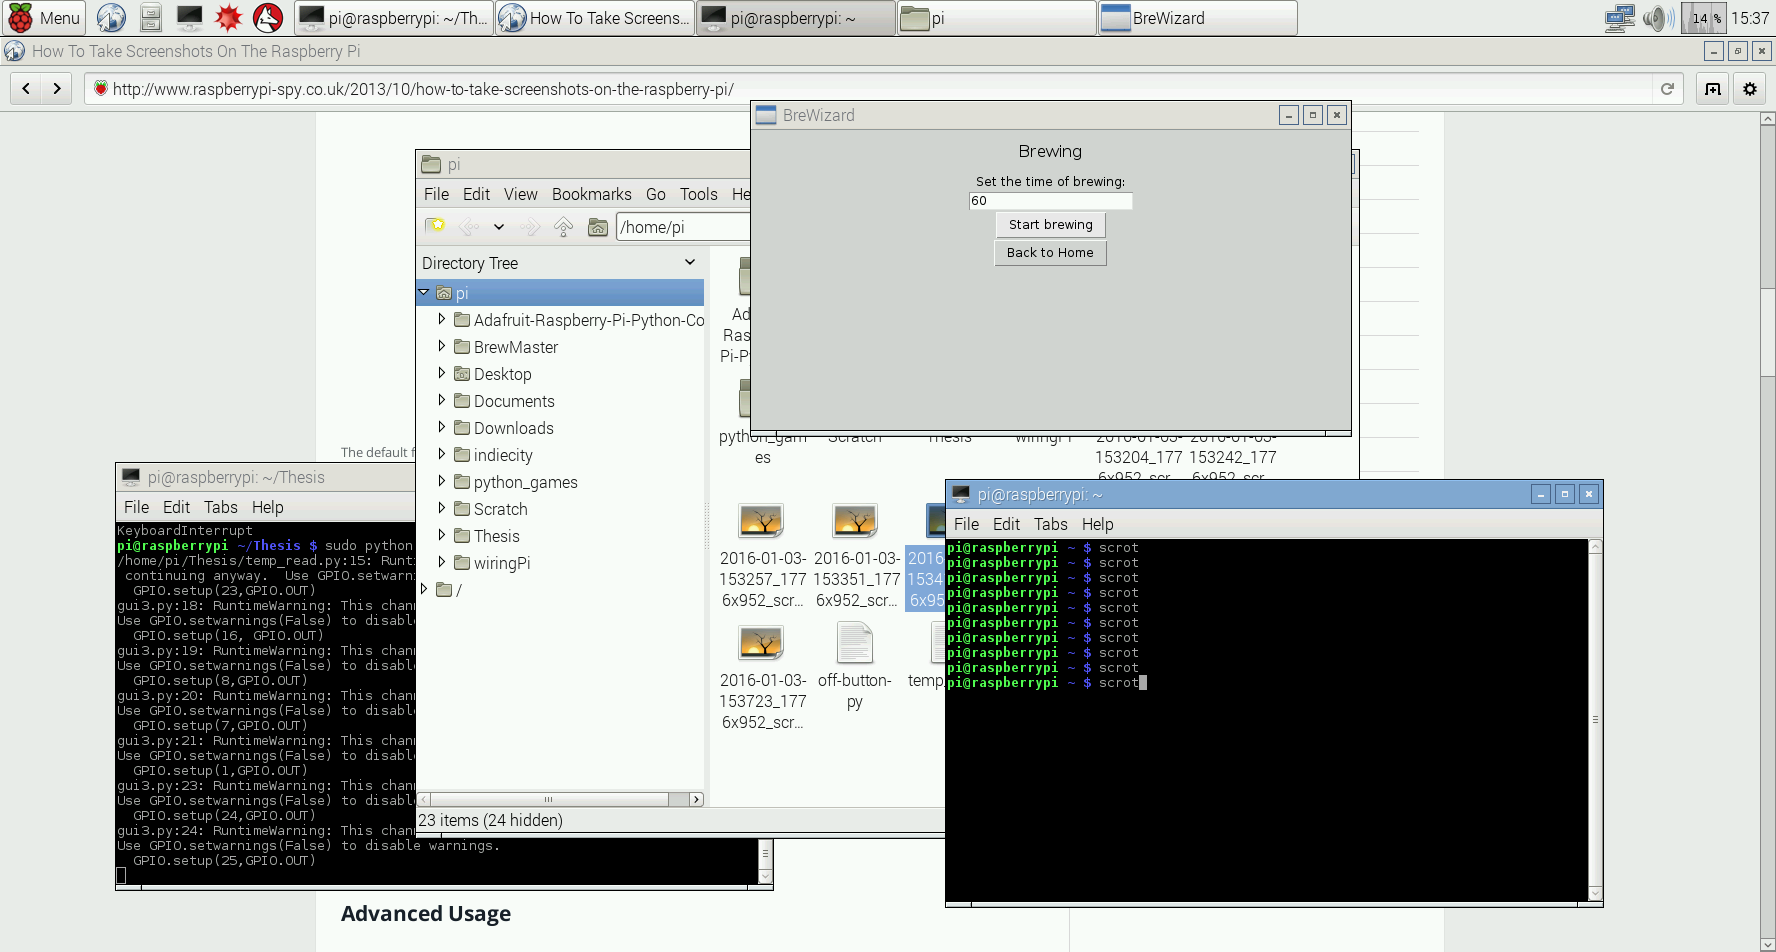 Menu
pi@raspberrypi: ~/Th...
How To Take Screens...
pi@raspberrypi: ~
pi
BreWizard
14 %
15:37
How To Take Screenshots On The Raspberry Pi
http://www.raspberrypi-spy.co.uk/2013/10/how-to-take-screenshots-on-the-raspberry-pi/
BreWizard
Brewing
Set the time of brewing:
60
Start brewing
Back to Home
pi
File Edit View Bookmarks Go Tools He
/home/pi
Directory Tree
pi
Adafruit-Raspberry-Pi-Python-Co
BrewMaster
Desktop
Documents
Downloads
indiecity
python_games
Scratch
Thesis
wiringPi
/
Ad
Ras
Pi-P
python_gam
es
Scratch
Thesis
wiringPi
2016-01-03-
153204_177
6x952_scr...
2016-01-03-
153242_177
6x952_scr...
2016-01-03-
153257_177
6x952_scr...
2016-01-03-
153351_177
6x952_scr...
2016
1534
6x95
2016-01-03-
153723_177
6x952_scr...
off-button-
py
temp_
23 items (24 hidden)
The default f
pi@raspberrypi: ~/Thesis
File Edit Tabs Help
KeyboardInterrupt
pi@raspberrypi ~/Thesis $ sudo python
/home/pi/Thesis/temp_read.py:15: Runt
continuing anyway.  Use GPIO.setwarni
GPIO.setup(23,GPIO.OUT)
gui3.py:18: RuntimeWarning: This chan
Use GPIO.setwarnings(False) to disabl
GPIO.setup(16, GPIO.OUT)
gui3.py:19: RuntimeWarning: This chan
Use GPIO.setwarnings(False) to disabl
GPIO.setup(8,GPIO.OUT)
gui3.py:20: RuntimeWarning: This chan
Use GPIO.setwarnings(False) to disabl
GPIO.setup(7,GPIO.OUT)
gui3.py:21: RuntimeWarning: This chan
Use GPIO.setwarnings(False) to disabl
GPIO.setup(1,GPIO.OUT)
gui3.py:23: RuntimeWarning: This chan
Use GPIO.setwarnings(False) to disabl
GPIO.setup(24,GPIO.OUT)
gui3.py:24: RuntimeWarning: This chan
Use GPIO.setwarnings(False) to disable warnings.
GPIO.setup(25,GPIO.OUT)
pi@raspberrypi: ~
File Edit Tabs Help
pi@raspberrypi ~ $ scrot
pi@raspberrypi ~ $ scrot
pi@raspberrypi ~ $ scrot
pi@raspberrypi ~ $ scrot
pi@raspberrypi ~ $ scrot
pi@raspberrypi ~ $ scrot
pi@raspberrypi ~ $ scrot
pi@raspberrypi ~ $ scrot
pi@raspberrypi ~ $ scrot
pi@raspberrypi ~ $ scrot
Advanced Usage